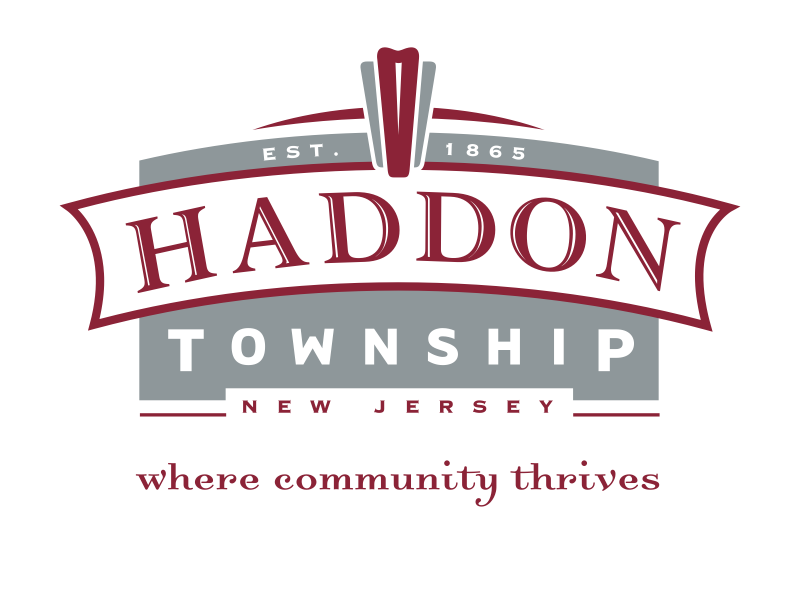 EST. 1865
HADDON
TOWNSHIP
NEW JERSEY
where community thrives